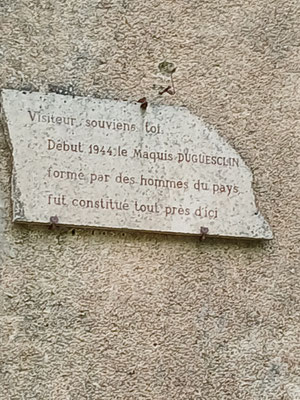 Visiteur, souviens toi.
Début 1944, le Maquis DUGUESCLIN
formé par des hommes du pays
fut constitué tout près d'ici